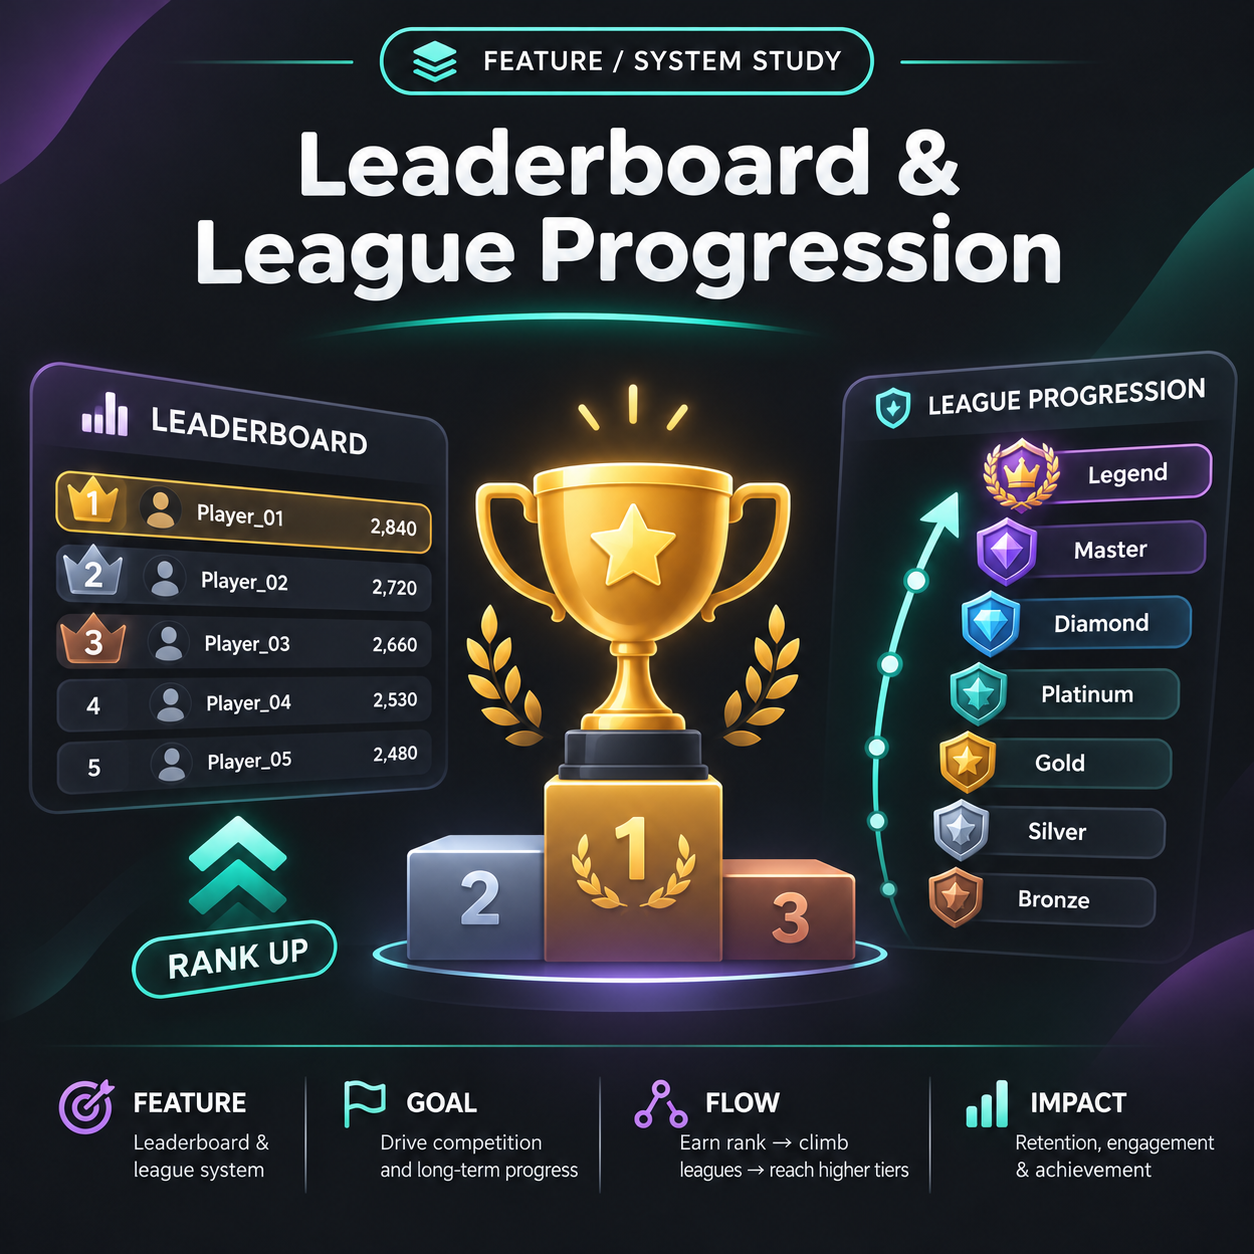 FEATURE / SYSTEM STUDY
Leaderboard &
League Progression
LEADERBOARD
1 Player_01 2,840
2 Player_02 2,720
3 Player_03 2,660
4 Player_04 2,530
5 Player_05 2,480
RANK UP
1
2
3
LEAGUE PROGRESSION
Legend
Master
Diamond
Platinum
Gold
Silver
Bronze
FEATURE
Leaderboard &
league system
GOAL
Drive competition
and long-term progress
FLOW
Earn rank → climb
leagues → reach higher tiers
IMPACT
Retention, engagement
& achievement